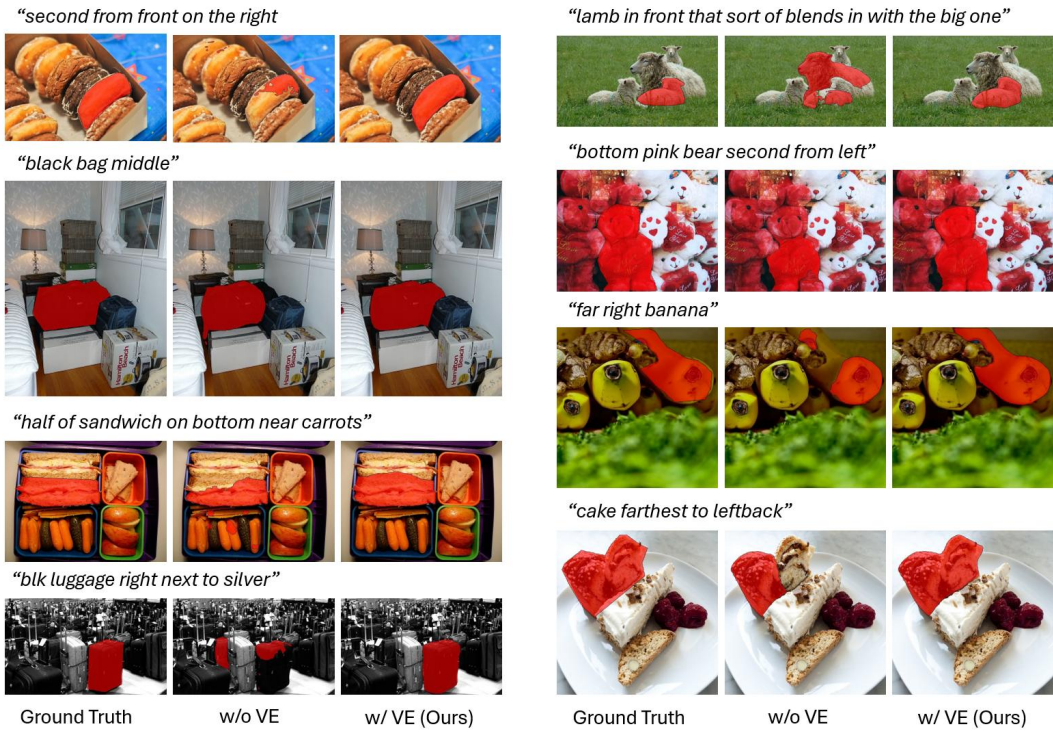 “second from front on the right
“black bag middle”
“half of sandwich on bottom near carrots”
“blk luggage right next to silver”
Ground Truth
w/o VE
w/ VE (Ours)
“lamb in front that sort of blends in with the big one”
“bottom pink bear second from left”
“far right banana”
“cake farthest to leftback”
Ground Truth
w/o VE
w/ VE (Ours)